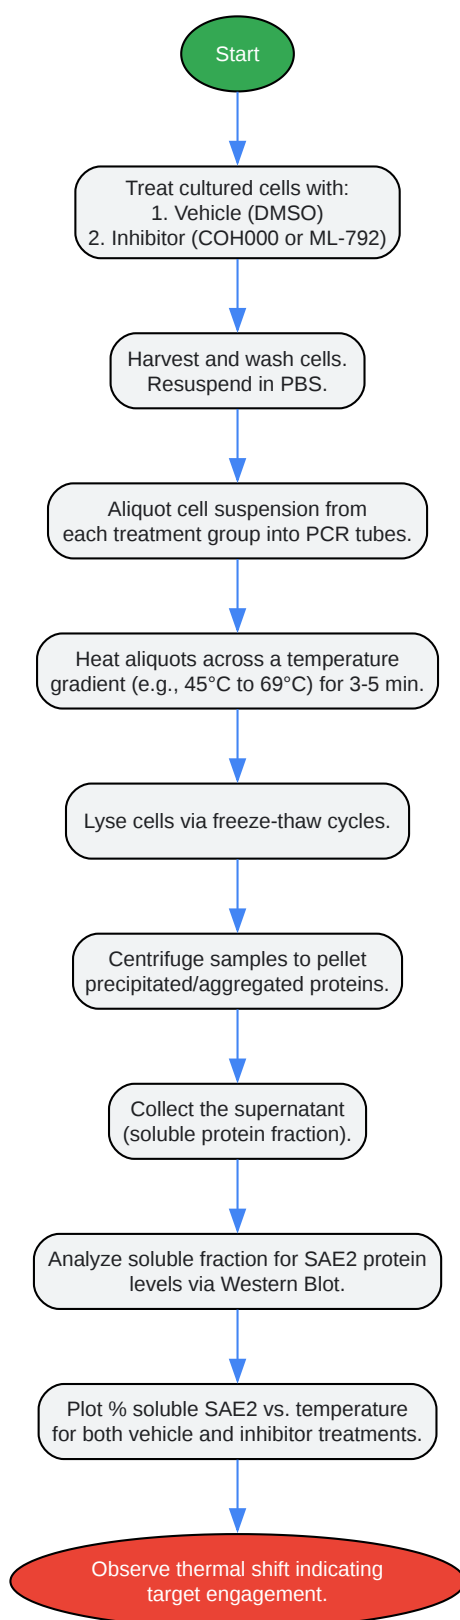 Start
Treat cultured cells with:
1. Vehicle (DMSO)
2. Inhibitor (COH000 or ML-792)
Harvest and wash cells.
Resuspend in PBS.
Aliquot cell suspension from
each treatment group into PCR tubes.
Heat aliquots across a temperature
gradient (e.g., 45°C to 69°C) for 3-5 min.
Lyse cells via freeze-thaw cycles.
Centrifuge samples to pellet
precipitated/aggregated proteins.
Collect the supernatant
(soluble protein fraction).
Analyze soluble fraction for SAE2 protein
levels via Western Blot.
Plot % soluble SAE2 vs. temperature
for both vehicle and inhibitor treatments.
Observe thermal shift indicating
target engagement.